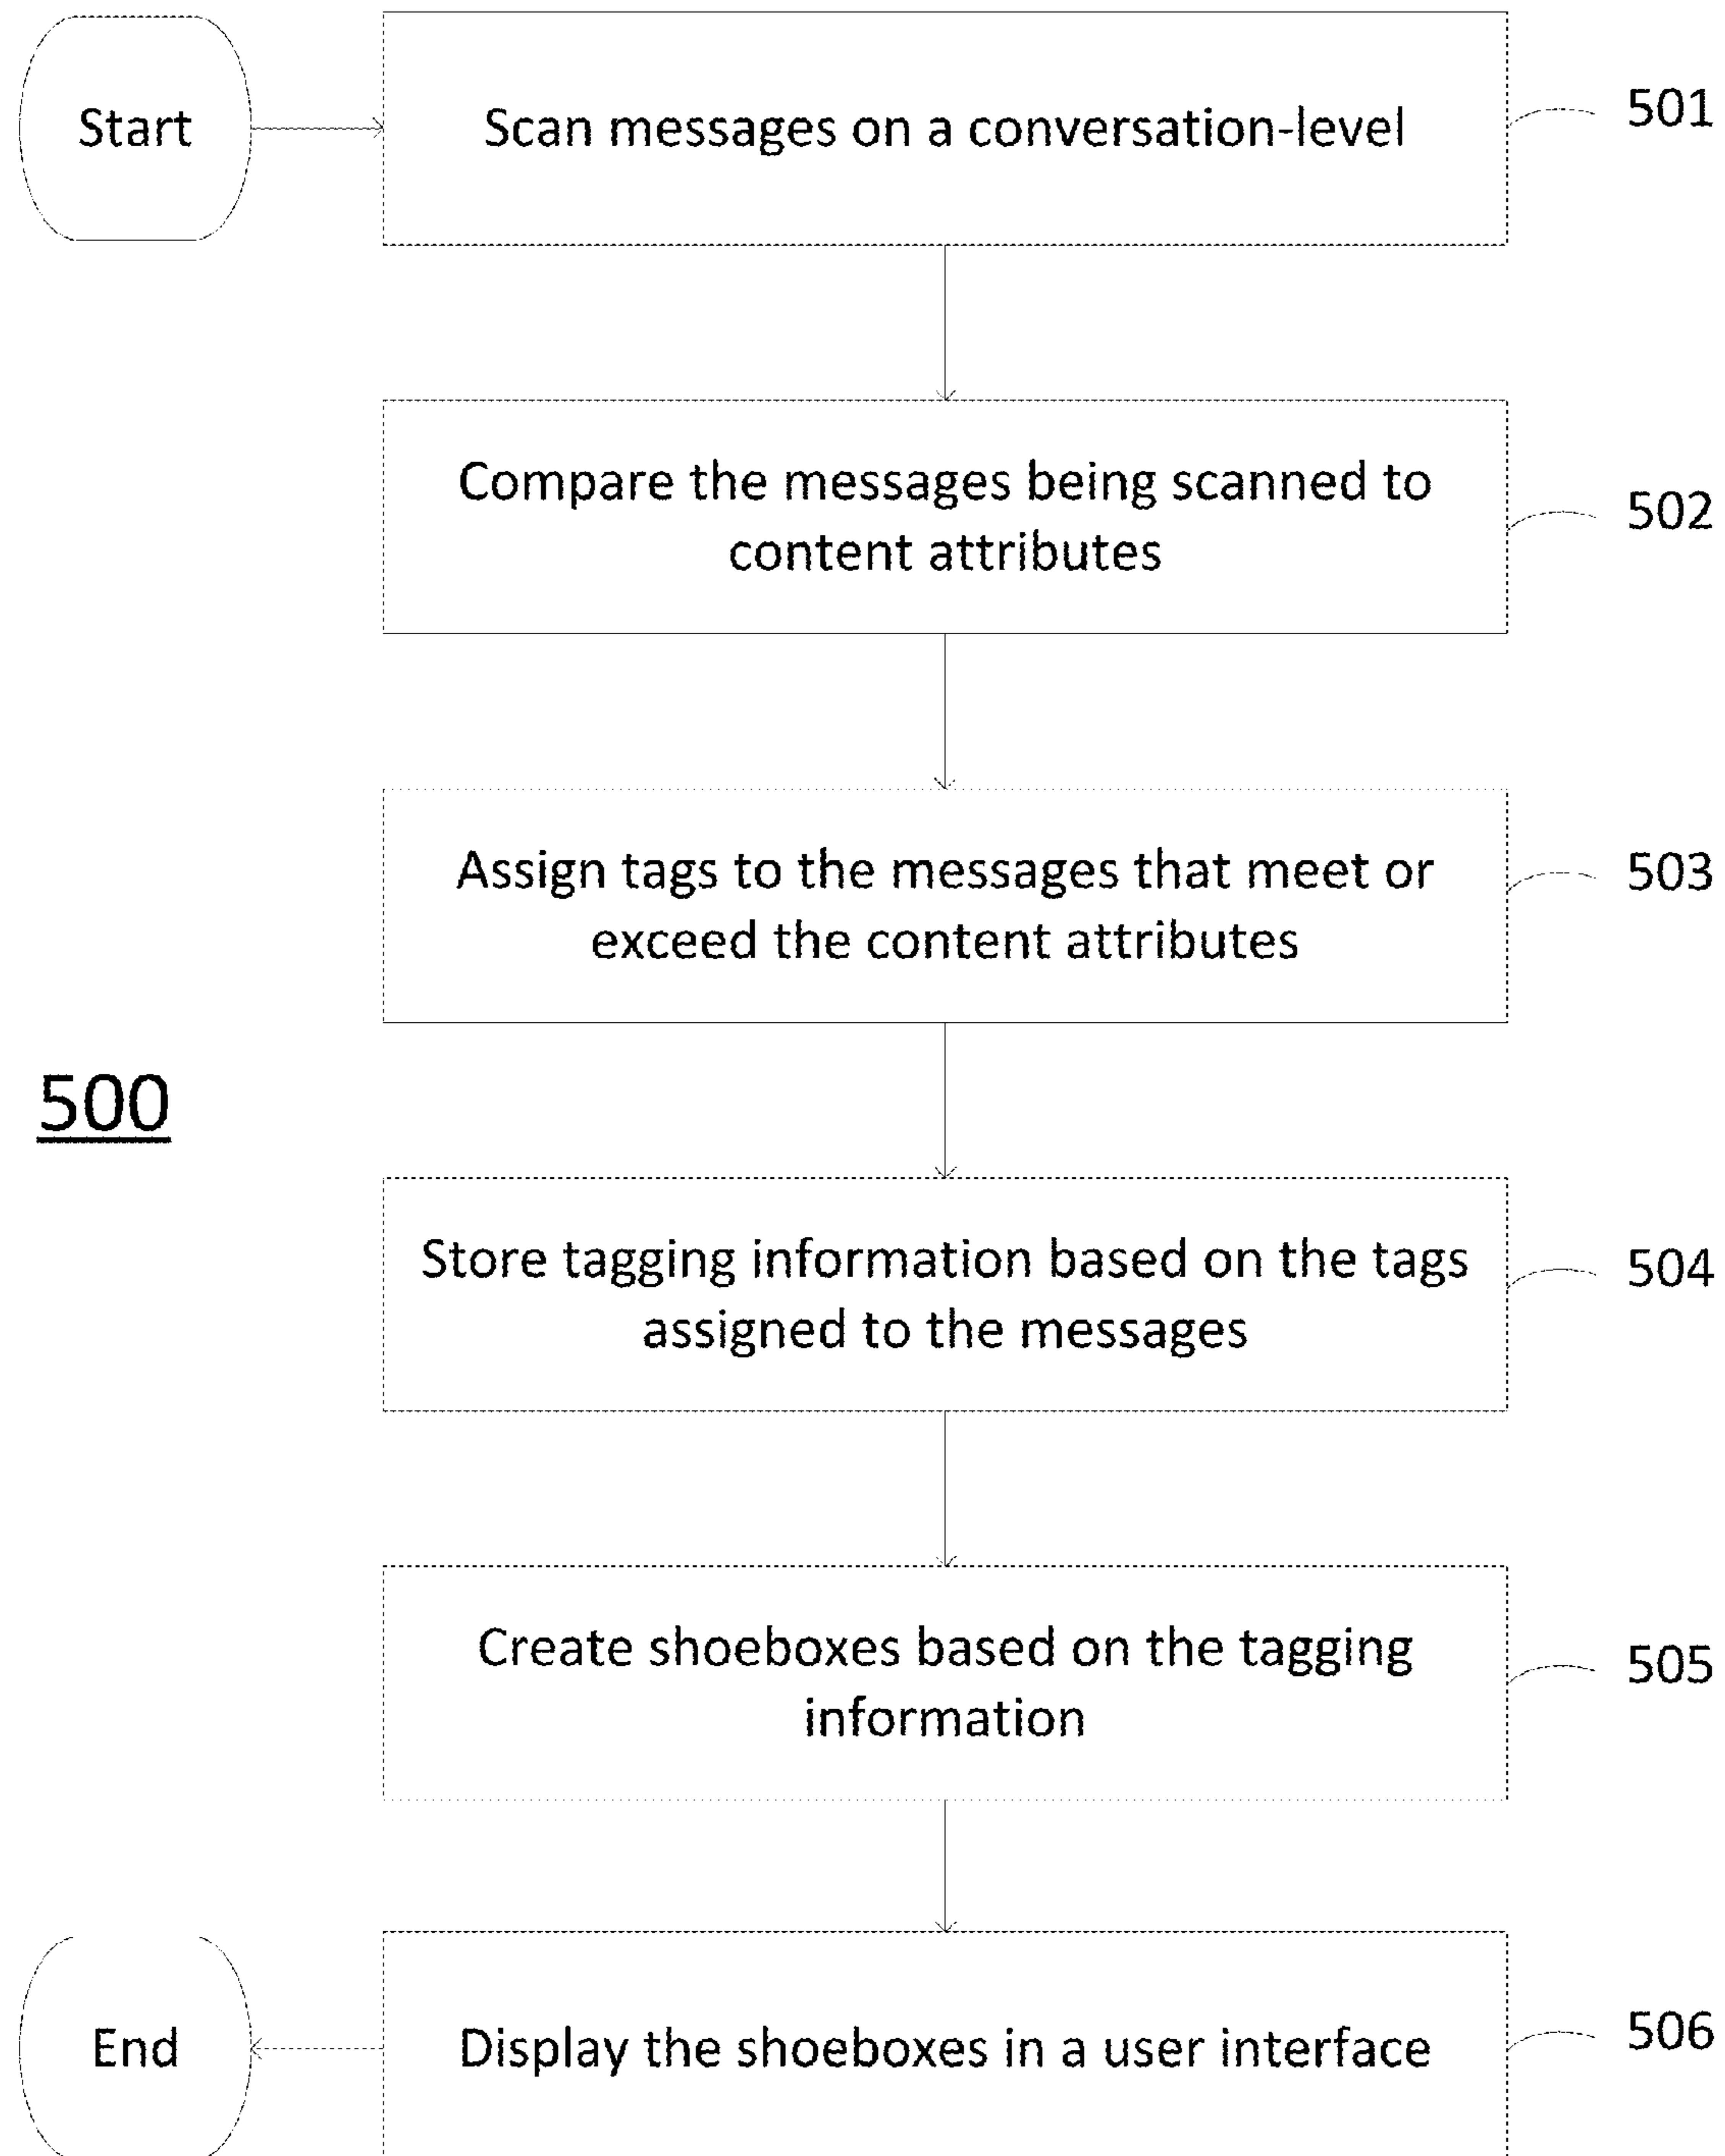 Start
Scan messages on a conversation-level
501
Compare the messages being scanned to
content attributes
502
Assign tags to the messages that meet or
exceed the content attributes
503
500
Store tagging information based on the tags
assigned to the messages
504
Create shoeboxes based on the tagging
information
505
End
Display the shoeboxes in a user interface
506